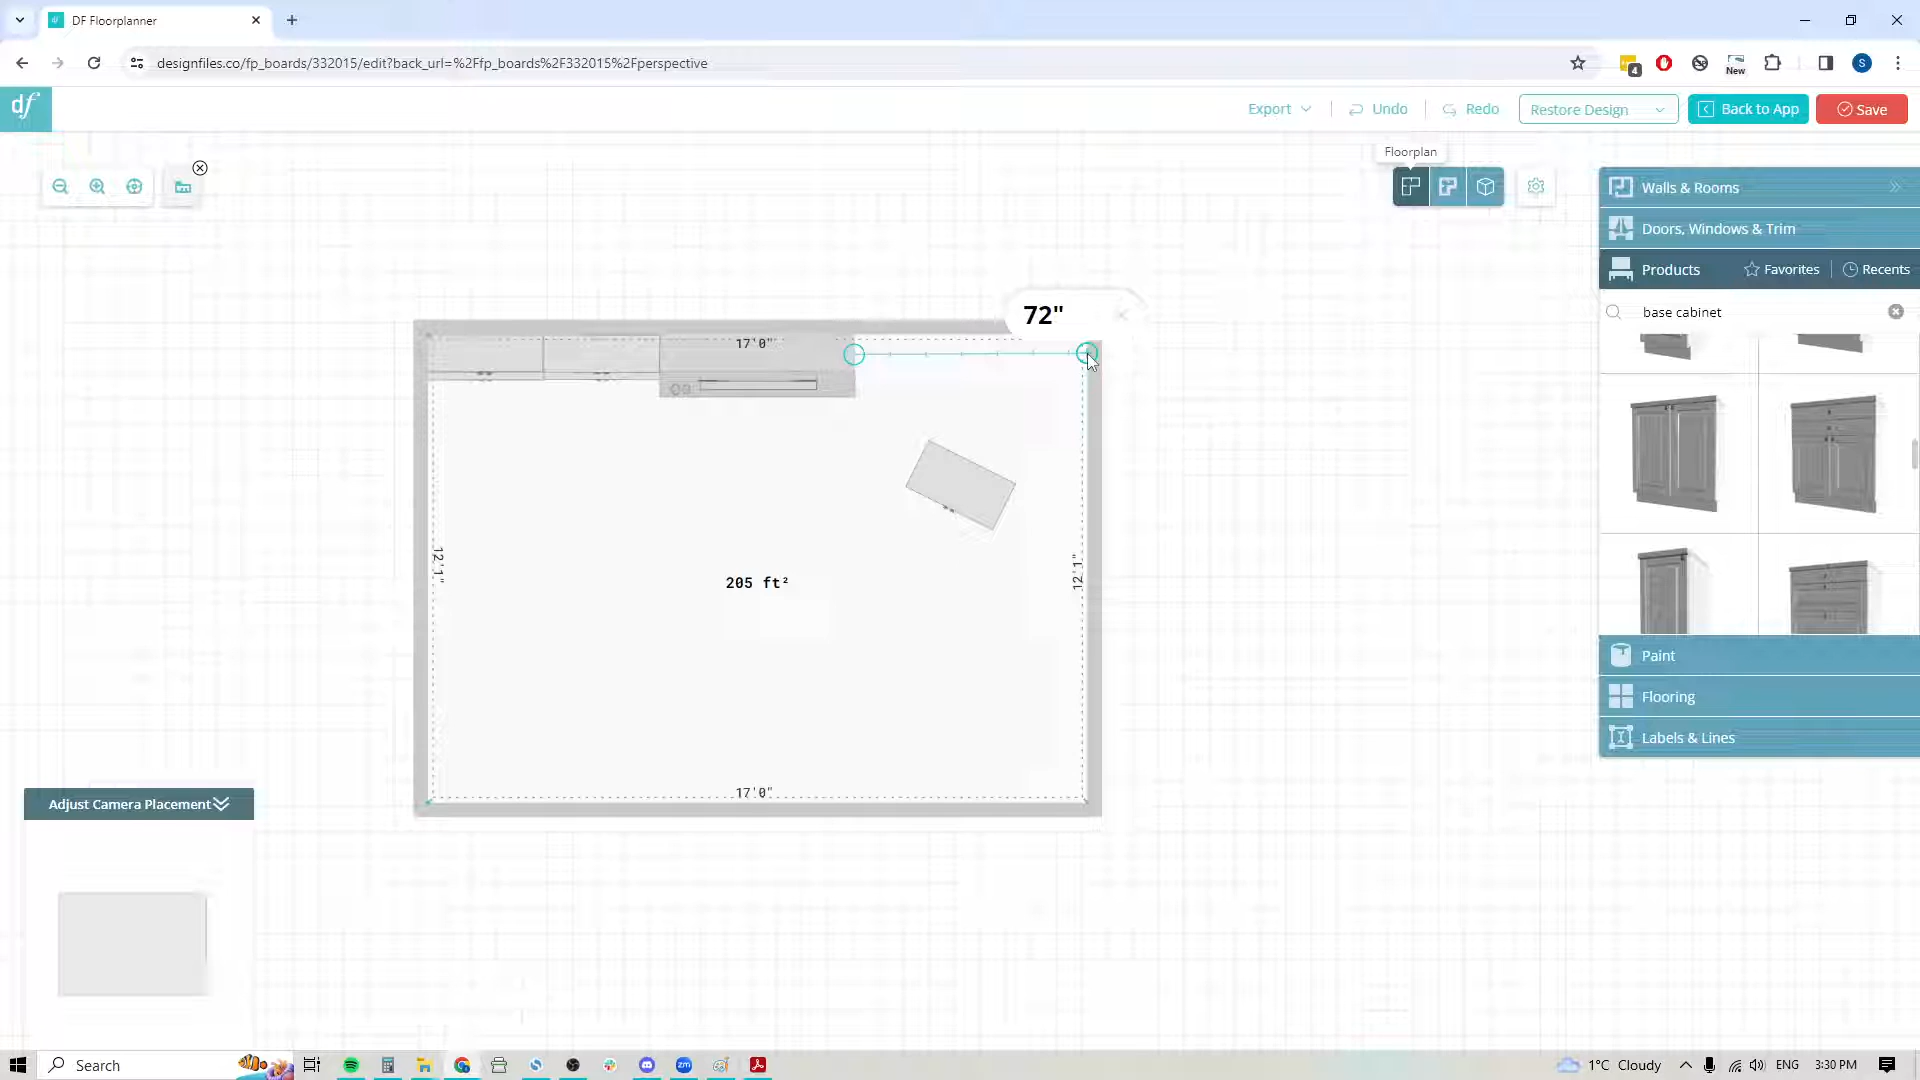 DF Floorplanner
designfiles.co/fp_boards/332015/edit?back_url=%2Ffp_boards%2F332015%2Fperspective
4
New
S
df
Export
Undo
Redo
Restore Design
Back to App
Save
Floorplan
Walls & Rooms
Doors, Windows & Trim
Products
Favorites
Recents
base cabinet
72"
17'0"
12'1"
12'1"
205 ft²
17'0"
Paint
Flooring
Labels & Lines
Adjust Camera Placement
Search
1°C Cloudy
ENG
3:30 PM